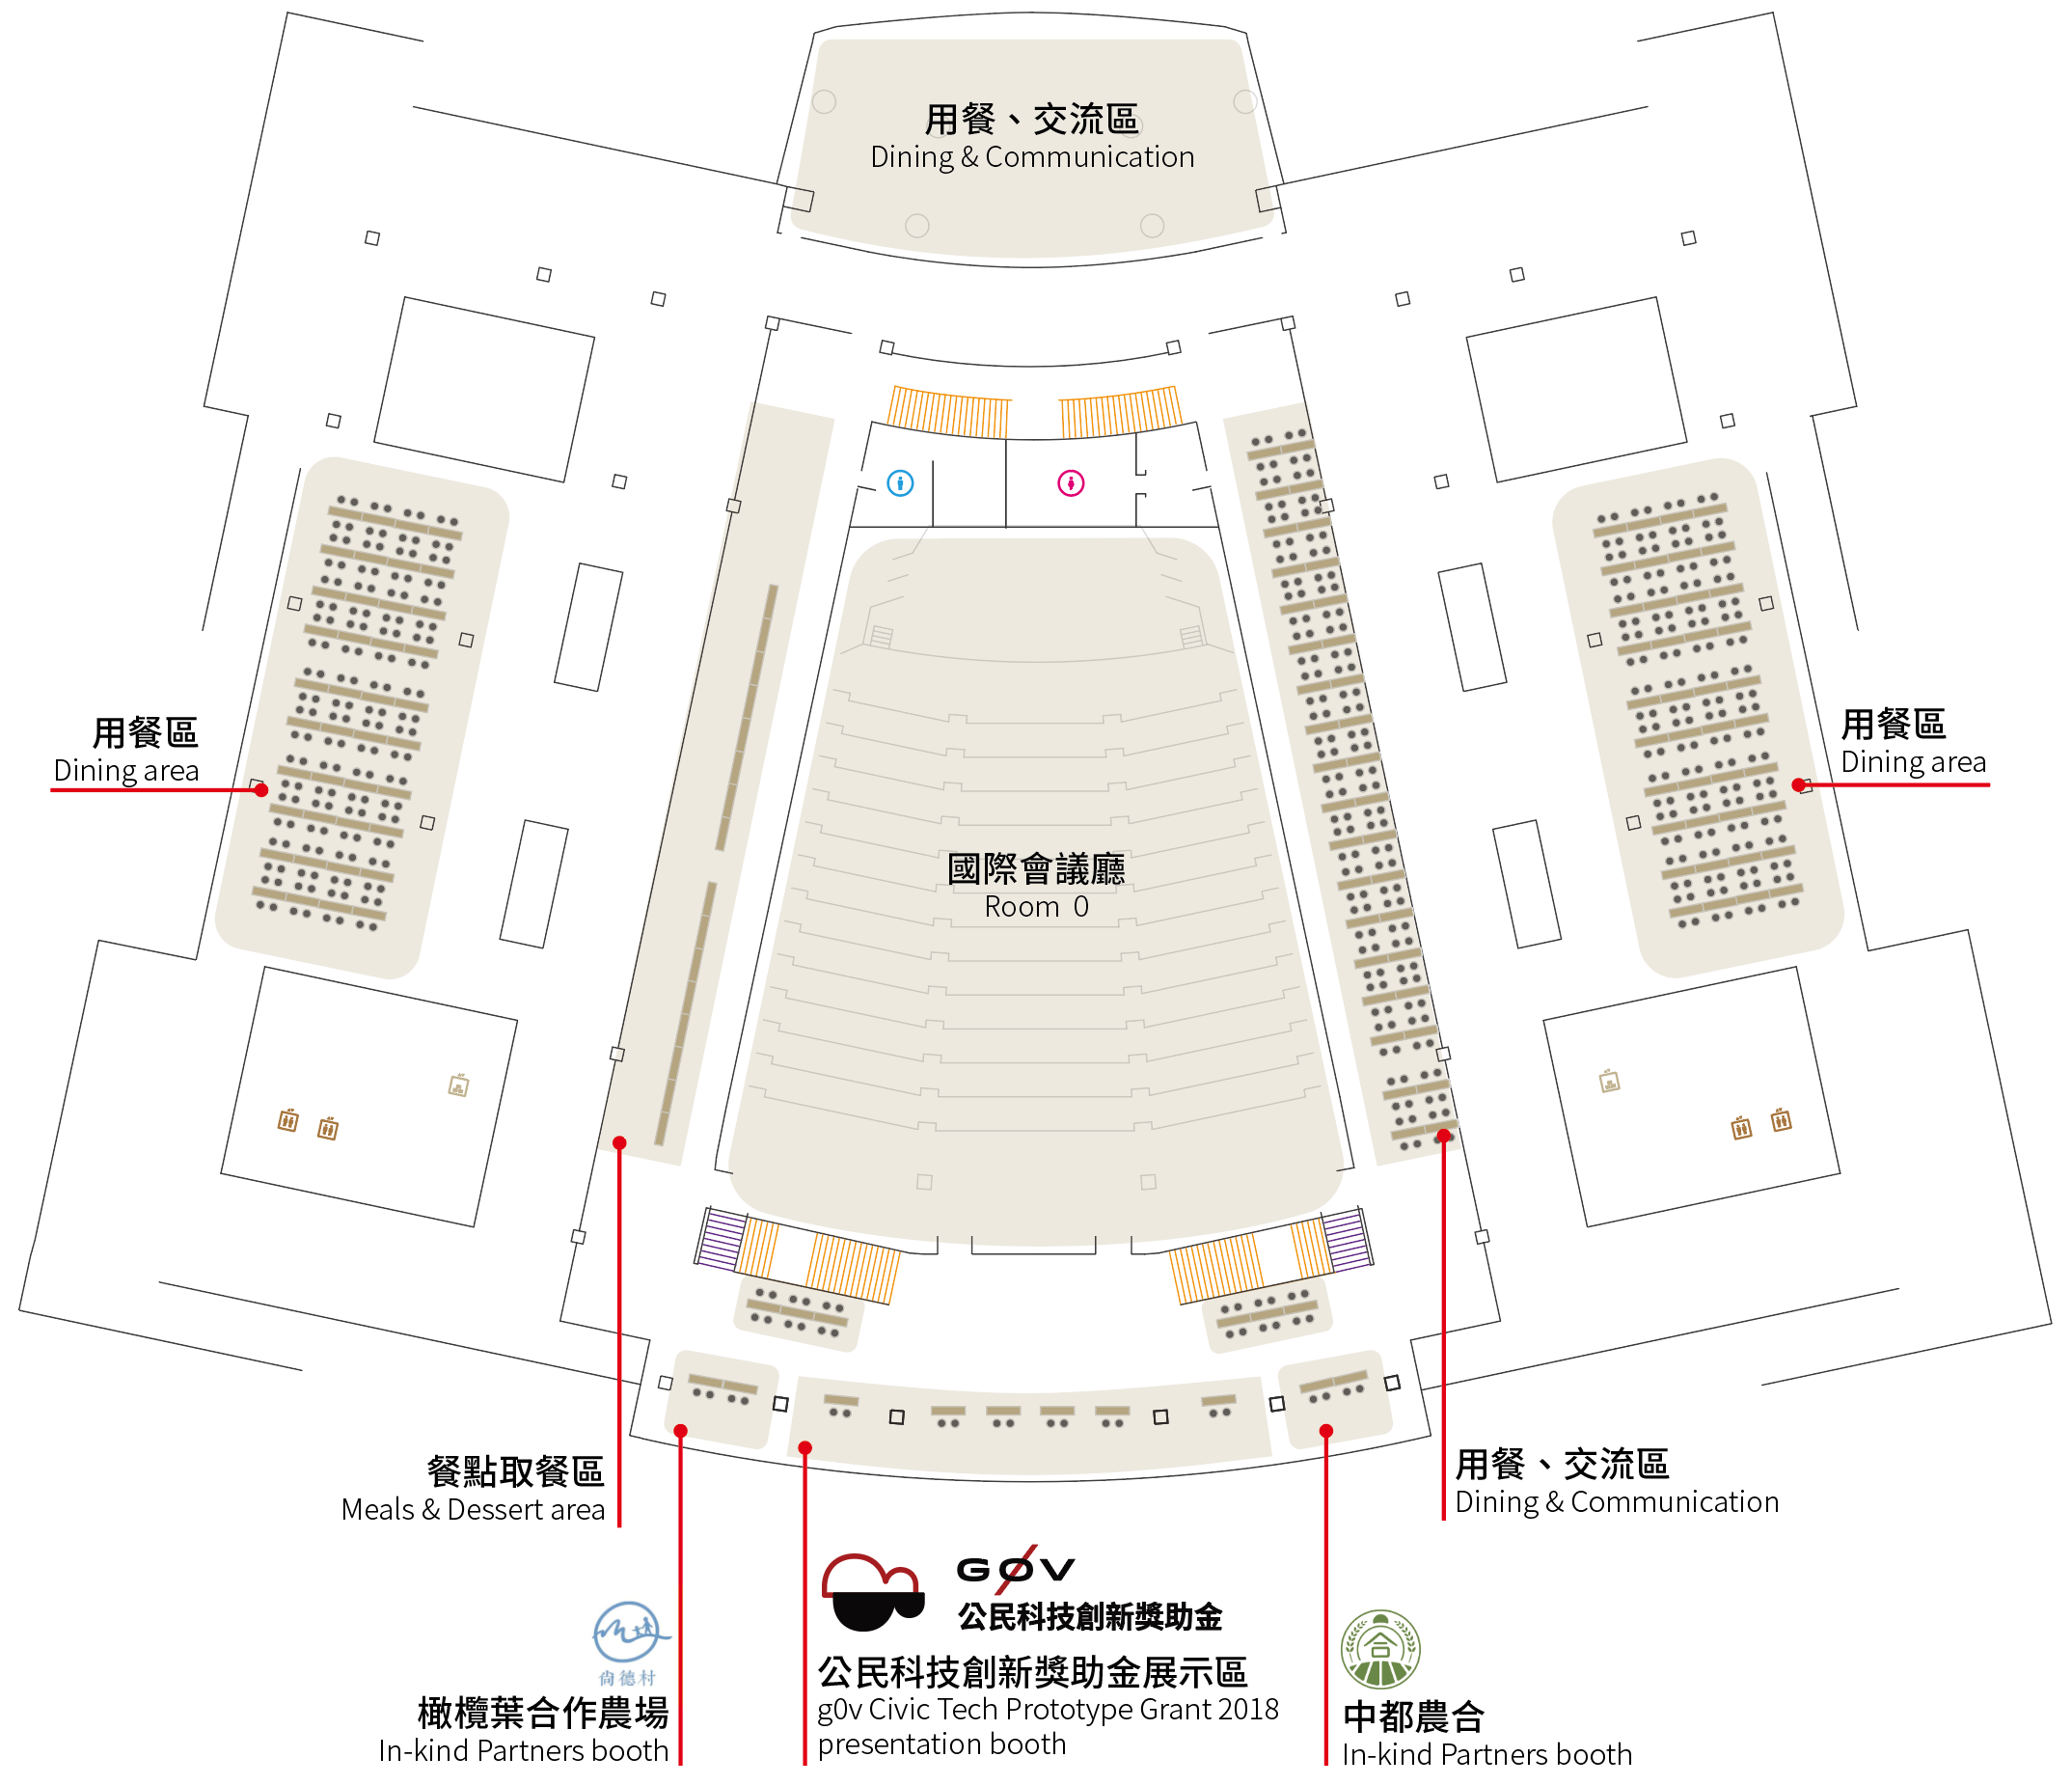 用餐、交流區
Dining & Communication
用餐區
Dining area
用餐區
Dining area
國際會議廳
Room 0
餐點取餐區
Meals & Dessert area
用餐、交流區
Dining & Communication
尙德村
橄欖葉合作農場
In-kind Partners booth
GØV
公民科技創新獎助金
公民科技創新獎助金展示區
g0v Civic Tech Prototype Grant 2018
presentation booth
合
中都農合
In-kind Partners booth